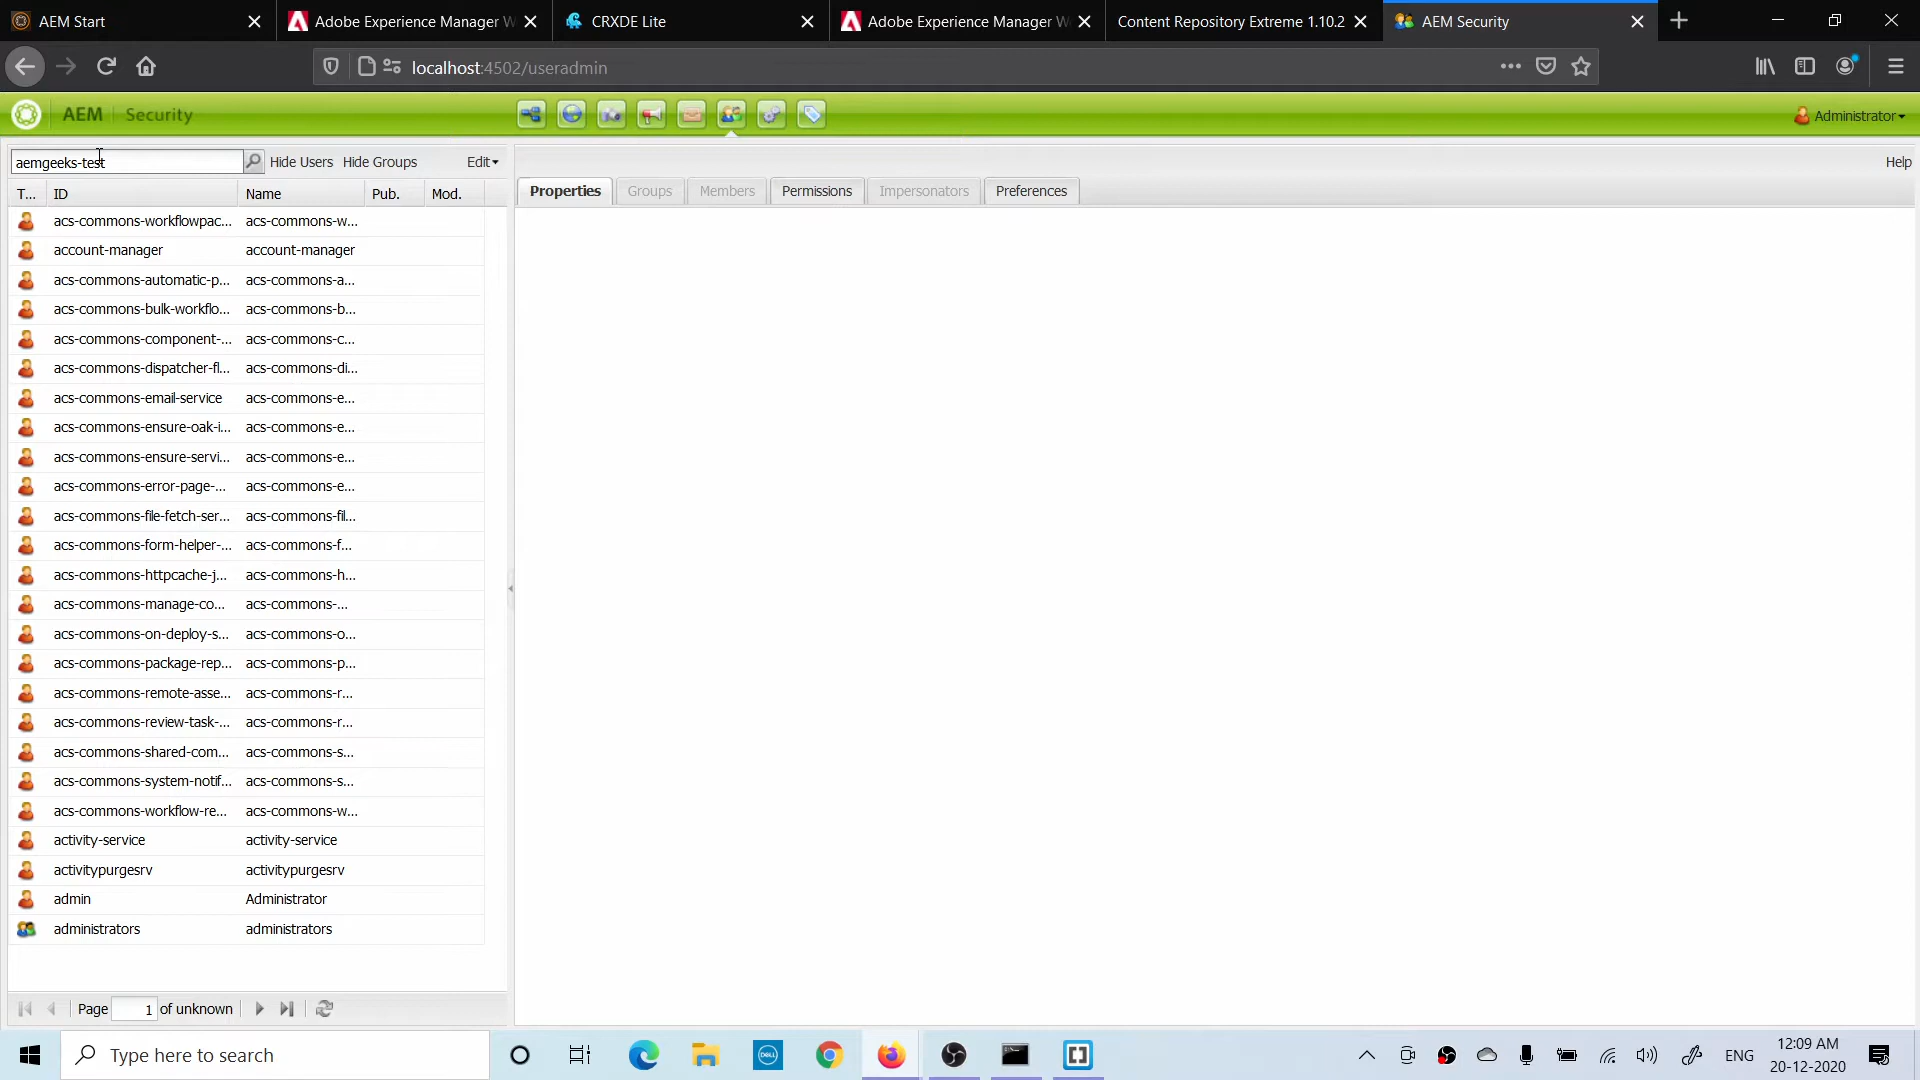 AEM Start
Adobe Experience Manager W
CRXDE Lite
Adobe Experience Manager W
Content Repository Extreme 1.10.2
AEM Security
localhost:4502/useradmin
AEM Security
Administrator
aemgeeks-test
Hide Users Hide Groups Edit
Help
T... ID Name Pub. Mod.
Properties Groups Members Permissions Impersonators Preferences
acs-commons-workflowpac... acs-commons-w...
account-manager account-manager
acs-commons-automatic-p... acs-commons-a...
acs-commons-bulk-workflo... acs-commons-b...
acs-commons-component-... acs-commons-c...
acs-commons-dispatcher-fl... acs-commons-di...
acs-commons-email-service acs-commons-e...
acs-commons-ensure-oak-i... acs-commons-e...
acs-commons-ensure-servi... acs-commons-e...
acs-commons-error-page-... acs-commons-e...
acs-commons-file-fetch-ser... acs-commons-fil...
acs-commons-form-helper-... acs-commons-f...
acs-commons-httpcache-j... acs-commons-h...
acs-commons-manage-co... acs-commons-...
acs-commons-on-deploy-s... acs-commons-o...
acs-commons-package-rep... acs-commons-p...
acs-commons-remote-asse... acs-commons-r...
acs-commons-review-task-... acs-commons-r...
acs-commons-shared-com... acs-commons-s...
acs-commons-system-notif... acs-commons-s...
acs-commons-workflow-re... acs-commons-w...
activity-service activity-service
activitypurgesrv activitypurgesrv
admin Administrator
administrators administrators
Page 1 of unknown
Type here to search
DELL
ENG
12:09 AM
20-12-2020